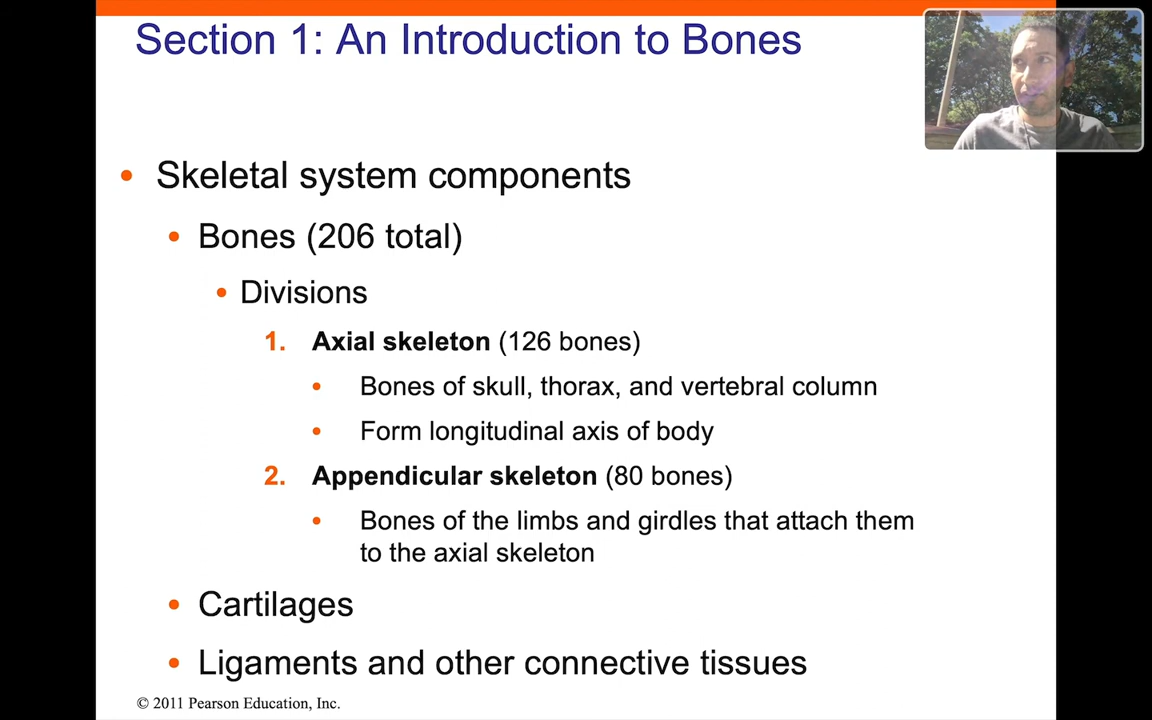 Section 1: An Introduction to Bones
• Skeletal system components
• Bones (206 total)
• Divisions
1. Axial skeleton (126 bones)
• Bones of skull, thorax, and vertebral column
• Form longitudinal axis of body
2. Appendicular skeleton (80 bones)
• Bones of the limbs and girdles that attach them
to the axial skeleton
• Cartilages
• Ligaments and other connective tissues
© 2011 Pearson Education, Inc.